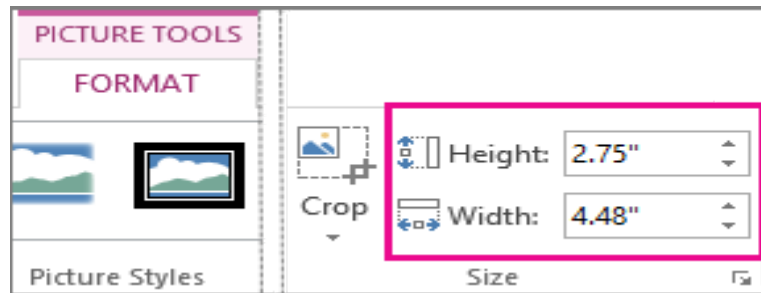 PICTURE TOOLS
FORMAT
Crop
Height: 2.75"
Width: 4.48"
Picture Styles
Size